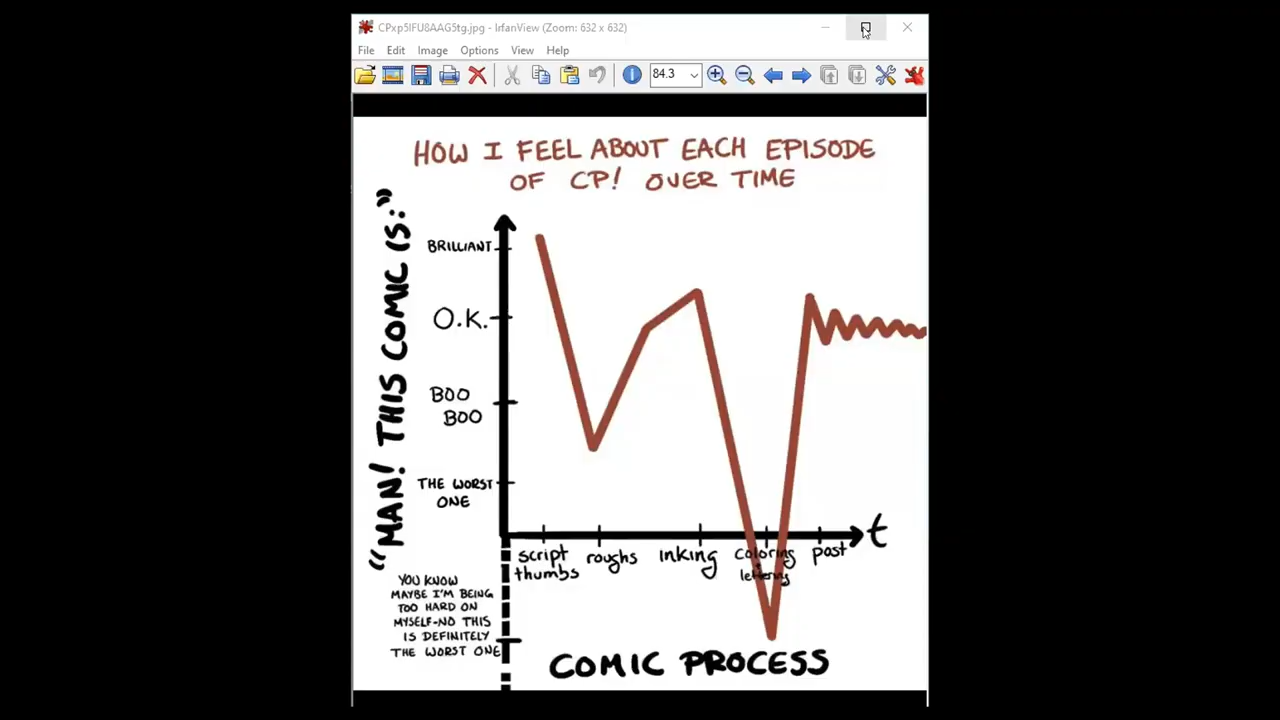 CPxp5IFU8AAG5tg.jpg - IrfanView (Zoom: 632 x 632)
File Edit Image Options View Help
84.3
HOW I FEEL ABOUT EACH EPISODE
OF CP! OVER TIME
"MAN! THIS COMIC IS:"
BRILLIANT
O.K.
BOO
BOO
THE WORST
ONE
t
script
thumbs
roughs
inking
coloring
lettering
post
YOU KNOW
MAYBE I'M BEING
TOO HARD ON
MYSELF-NO THIS
IS DEFINITELY
THE WORST ONE
COMIC PROCESS